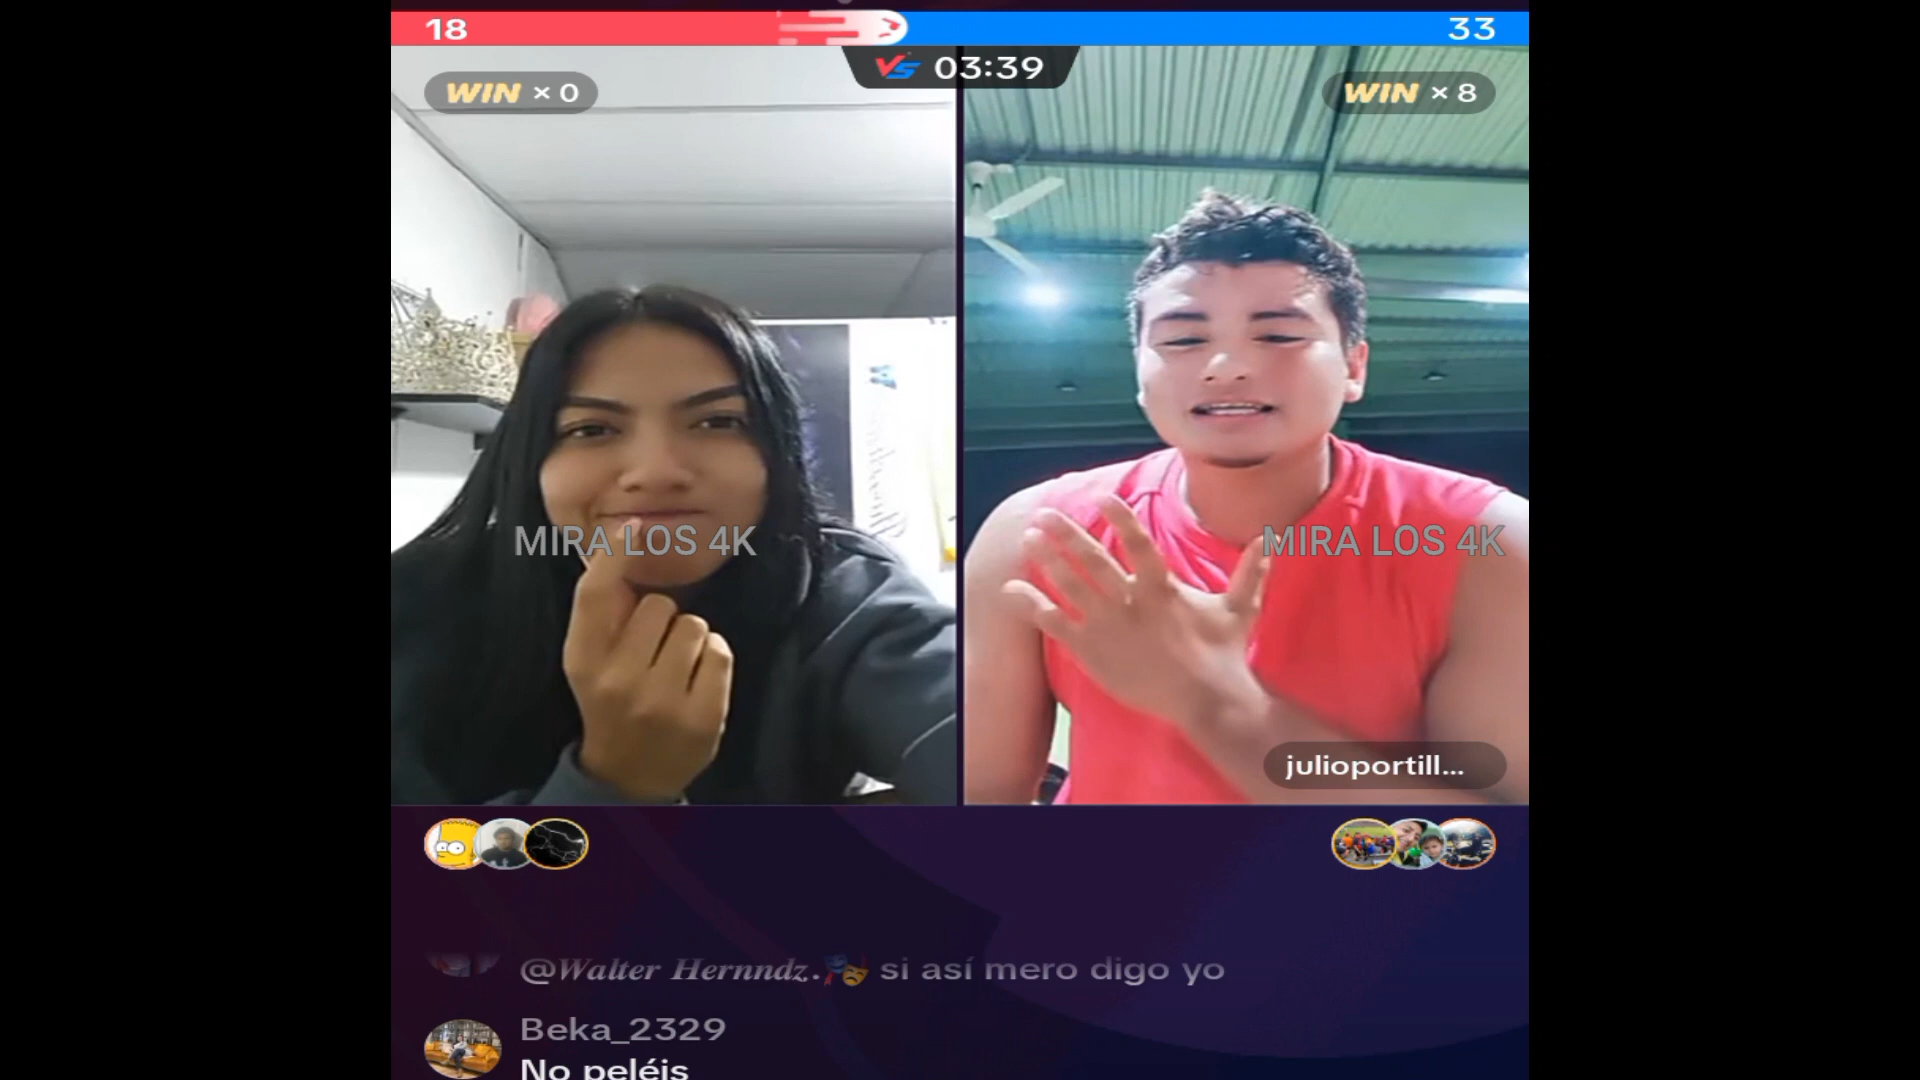 18
33
VS 03:39
WIN × 0
WIN × 8
MIRA LOS 4K
MIRA LOS 4K
julioportill...
@Walter Hernndz.🎭 si así mero digo yo
Beka_2329
No peléis